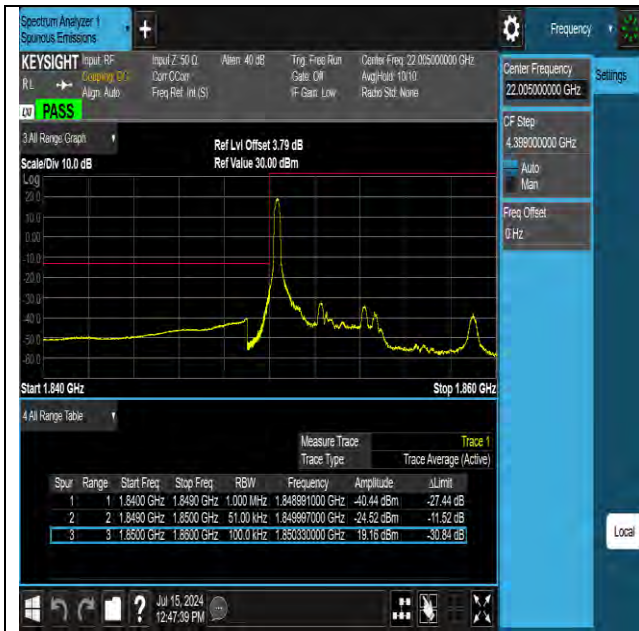 Spectrum Analyzer 1
Spurious Emissions
+
Frequency
KEYSIGHT
RL
Input: RF
Coupling: DC
Align: Auto
Input Z: 50 Ω
Corr CCorr
Freq Ref: Int (S)
Atten: 40 dB
Trig: Free Run
Gate: Off
IF Gain: Low
Center Freq: 22.005000000 GHz
Avg|Hold: 10/10
Radio Std: None
LXI
PASS
3 All Range Graph
Scale/Div 10.0 dB
Ref Lvl Offset 3.79 dB
Ref Value 30.00 dBm
Log
20.0
10.0
0.00
-10.0
-20.0
-30.0
-40.0
-50.0
-60.0
Start 1.840 GHz
Stop 1.860 GHz
4 All Range Table
Measure Trace Trace 1
Trace Type Trace Average (Active)
Spur Range Start Freq Stop Freq RBW Frequency Amplitude ΔLimit
1 1 1.8400 GHz 1.8490 GHz 1.000 MHz 1.848991000 GHz -40.44 dBm -27.44 dB
2 2 1.8490 GHz 1.8500 GHz 51.00 kHz 1.849997000 GHz -24.52 dBm -11.52 dB
3 3 1.8500 GHz 1.8600 GHz 100.0 kHz 1.850330000 GHz 19.16 dBm -30.84 dB
Center Frequency
22.005000000 GHz
Settings
CF Step
4.399000000 GHz
Auto
Man
Freq Offset
0 Hz
Local
?
Jul 15, 2024
12:47:39 PM